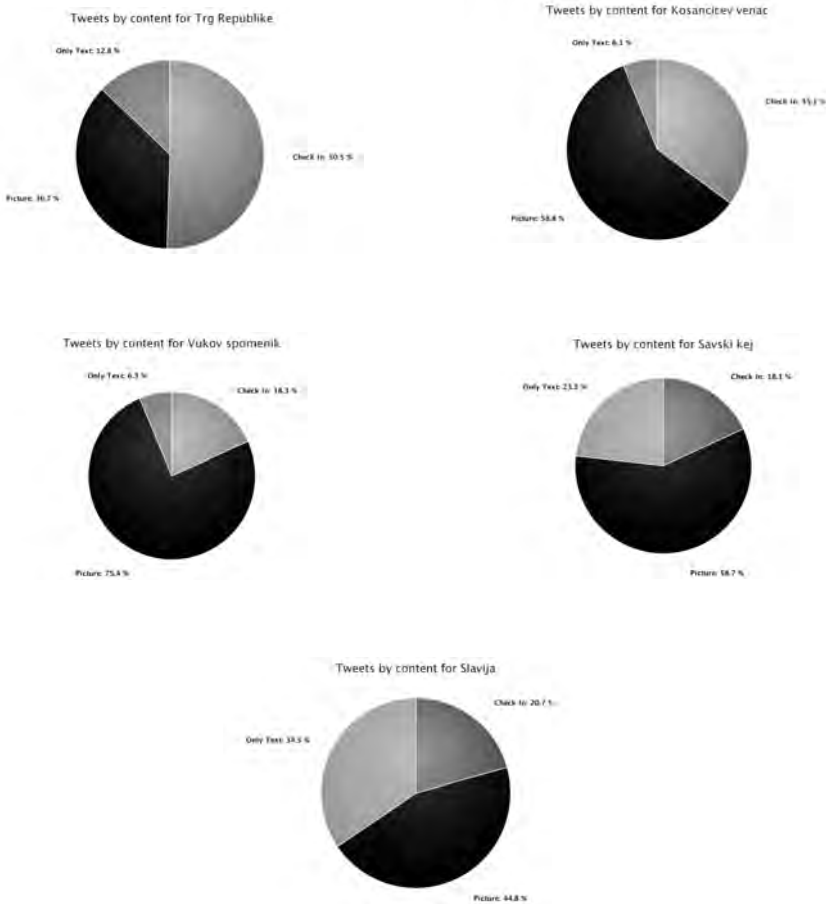 Tweets by content for Trg Republike
Only Text: 12.8 %
Check In: 50.5 %
Picture: 36.7 %
Tweets by content for Kosancicev venac
Only Text: 6.1 %
Check In: 35.1 %
Picture: 58.8 %
Tweets by content for Vukov spomenik
Only Text: 6.3 %
Check In: 18.3 %
Picture: 75.4 %
Tweets by content for Savski kej
Only Text: 23.3 %
Check In: 18.1 %
Picture: 58.7 %
Tweets by content for Slavija
Check In: 20.7 %
Only Text: 34.5 %
Picture: 44.8 %